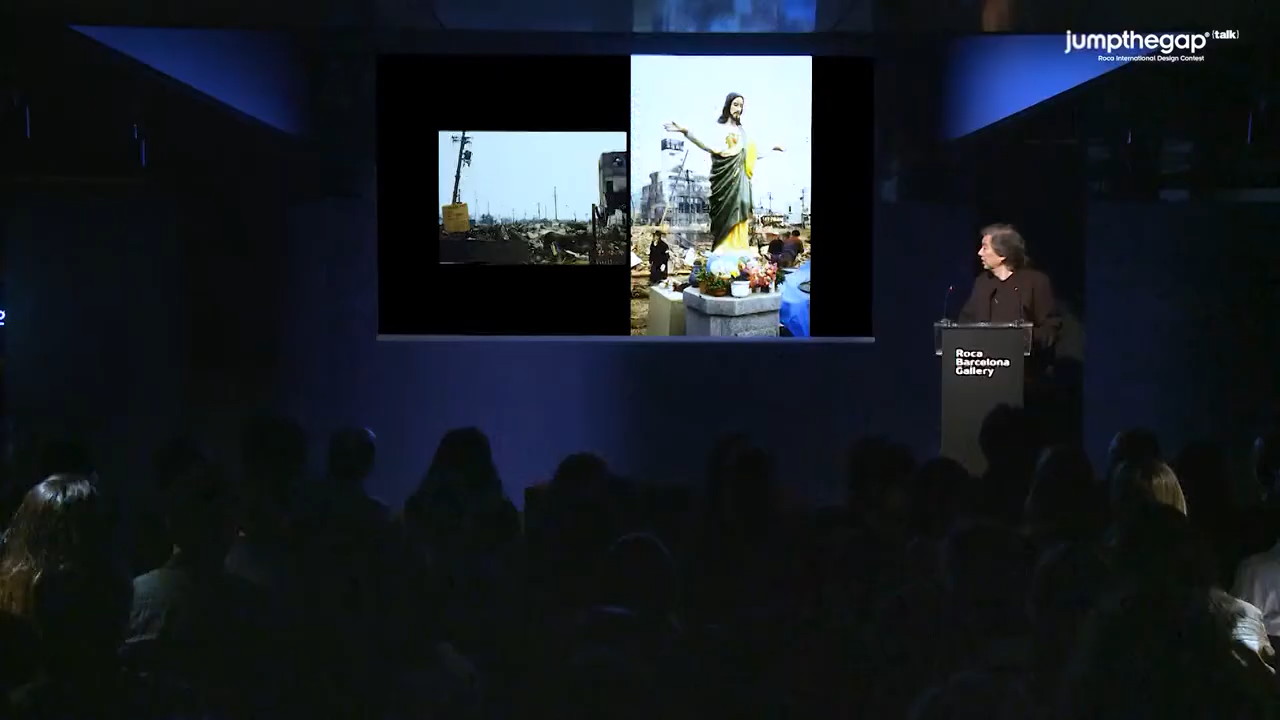 jumpthegap® (talk)
Roca International Design Contest
Roca
Barcelona
Gallery